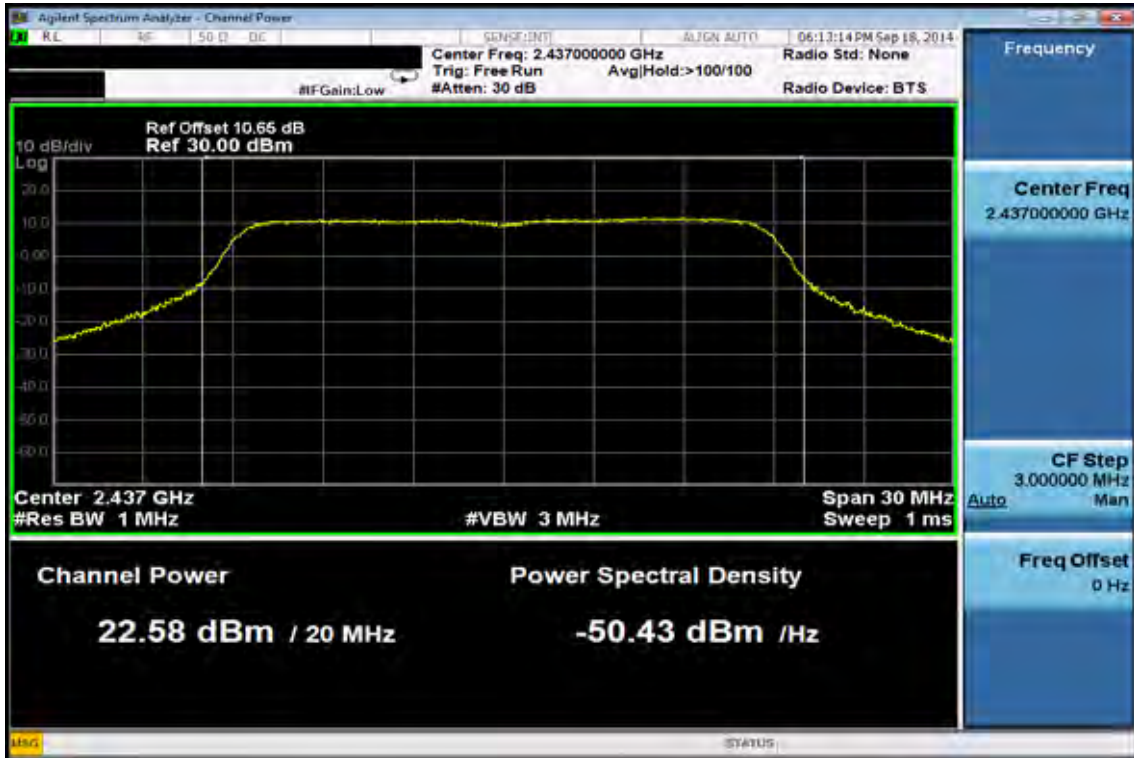 Agilent Spectrum Analyzer - Channel Power
RL RF 50 Ω DC SENSE:INT ALIGN AUTO 06:13:14 PM Sep 18, 2014
Center Freq: 2.437000000 GHz Radio Std: None
Trig: Free Run Avg|Hold:>100/100
#IFGain:Low #Atten: 30 dB Radio Device: BTS
Ref Offset 10.65 dB
10 dB/div Ref 30.00 dBm
Log
20.0
10.0
0.00
-10.0
-20.0
-30.0
-40.0
-50.0
-60.0
Center 2.437 GHz Span 30 MHz
#Res BW 1 MHz #VBW 3 MHz Sweep 1 ms
Channel Power Power Spectral Density
22.58 dBm / 20 MHz -50.43 dBm /Hz
MSG STATUS
Frequency
Center Freq
2.437000000 GHz
CF Step
3.000000 MHz
Auto Man
Freq Offset
0 Hz